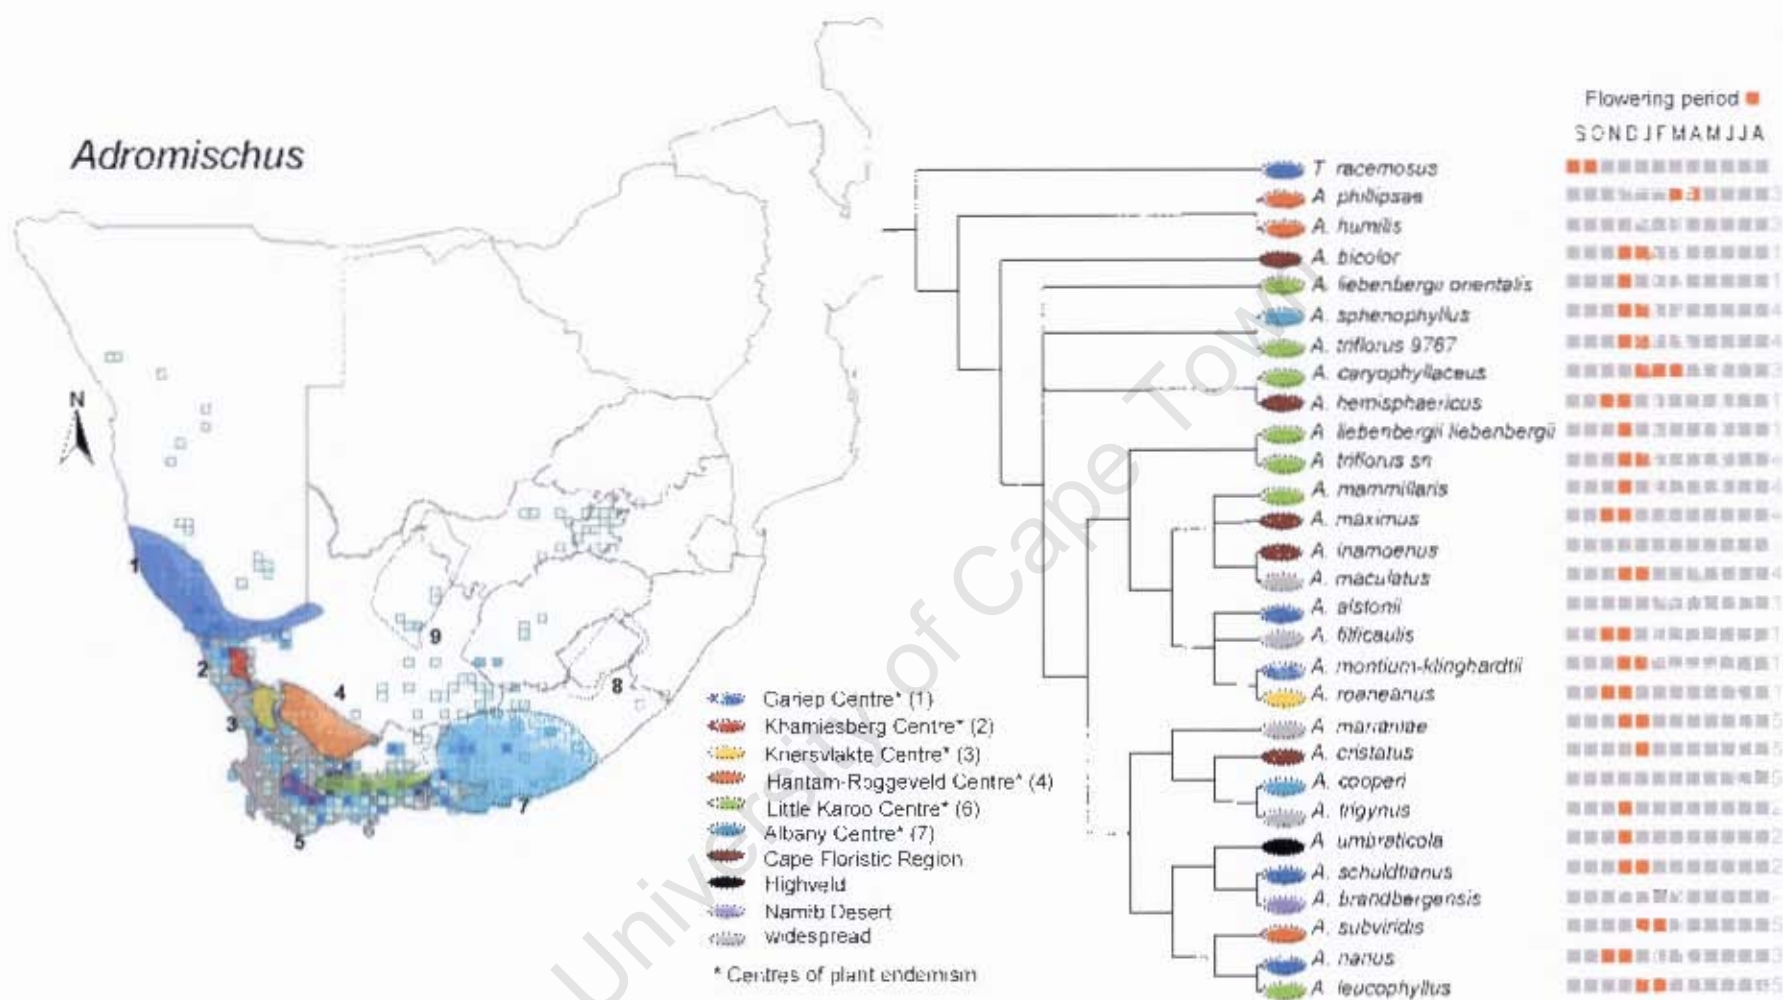 Adromischus
N
1
2
3
4
5
6
7
8
9
Gariep Centre* (1)
Khamiesberg Centre* (2)
Knersvlakte Centre* (3)
Hantam-Roggeveld Centre* (4)
Little Karoo Centre* (6)
Albany Centre* (7)
Cape Floristic Region
Highveld
Namib Desert
widespread
* Centres of plant endemism
Flowering period
S O N D J F M A M J J A
T racemosus
A. phillipsae
A. humilis
A. bicolor
A. liebenbergii orientalis
A. sphenophyllus
A. triflorus 9767
A. caryophyllaceus
A. hemisphaericus
A liebenbergii liebenbergii
A triflorus sn
A. mammillaris
A. maximus
A. inamoenus
A. maculatus
A. alstonii
A. filicaulis
A. montium-klinghardtii
A. roaneanus
A. marianiae
A. cristatus
A. cooperi
A. trigynus
A umbraticola
A. schuldtianus
A. brandbergensis
A. subviridis
A. nanus
A. leucophyllus
University of Cape Town